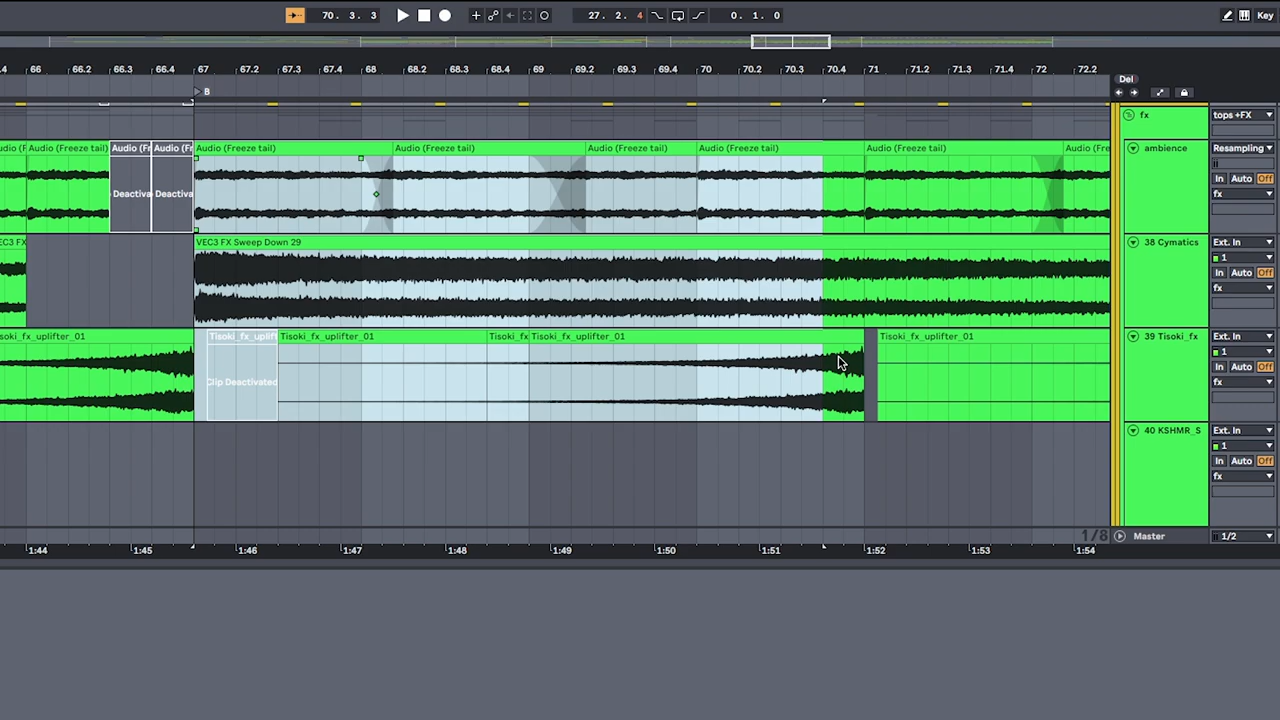 70. 3. 3 27. 2. 4 0. 1. 0 Key
.4 66 66.2 66.3 66.4 67 67.2 67.3 67.4 68 68.2 68.3 68.4 69 69.2 69.3 69.4 70 70.2 70.3 70.4 71 71.2 71.3 71.4 72 72.2 Del
B
fx tops +FX
udio (F Audio (Freeze tail) Audio (Fr Audio (Fr Audio (Freeze tail) Audio (Freeze tail) Audio (Freeze tail) Audio (Freeze tail) Audio (Freeze tail) Audio (Fre ambience Resampling
In Auto Off
Deactiva Deactiva fx
EC3 FX VEC3 FX Sweep Down 29 38 Cymatics Ext. In
1
In Auto Off
fx
soki_fx_uplifter_01 Tisoki_fx_uplift Tisoki_fx_uplifter_01 Tisoki_fx Tisoki_fx_uplifter_01 Tisoki_fx_uplifter_01 39 Tisoki_fx Ext. In
1
In Auto Off
Clip Deactivated fx
40 KSHMR_S Ext. In
1
In Auto Off
fx
1/8 Master 1/2
1:44 1:45 1:46 1:47 1:48 1:49 1:50 1:51 1:52 1:53 1:54